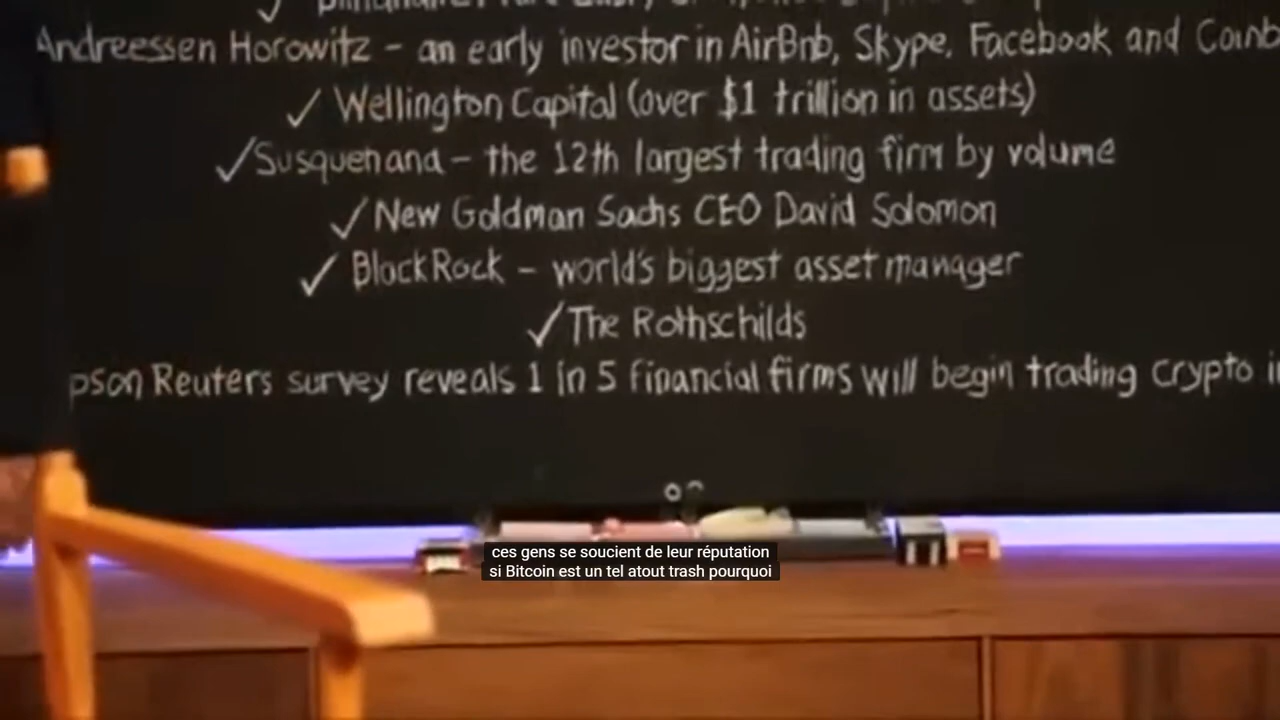 Andreessen Horowitz - an early investor in AirBnb, Skype, Facebook and Coinb
✓ Wellington Capital (over $1 trillion in assets)
✓ Susquehana - the 12th largest trading firm by volume
✓ New Goldman Sachs CEO David Solomon
✓ BlackRock - world's biggest asset manager
✓ The Rothschilds
pson Reuters survey reveals 1 in 5 financial firms will begin trading crypto i
ces gens se soucient de leur réputation
si Bitcoin est un tel atout trash pourquoi